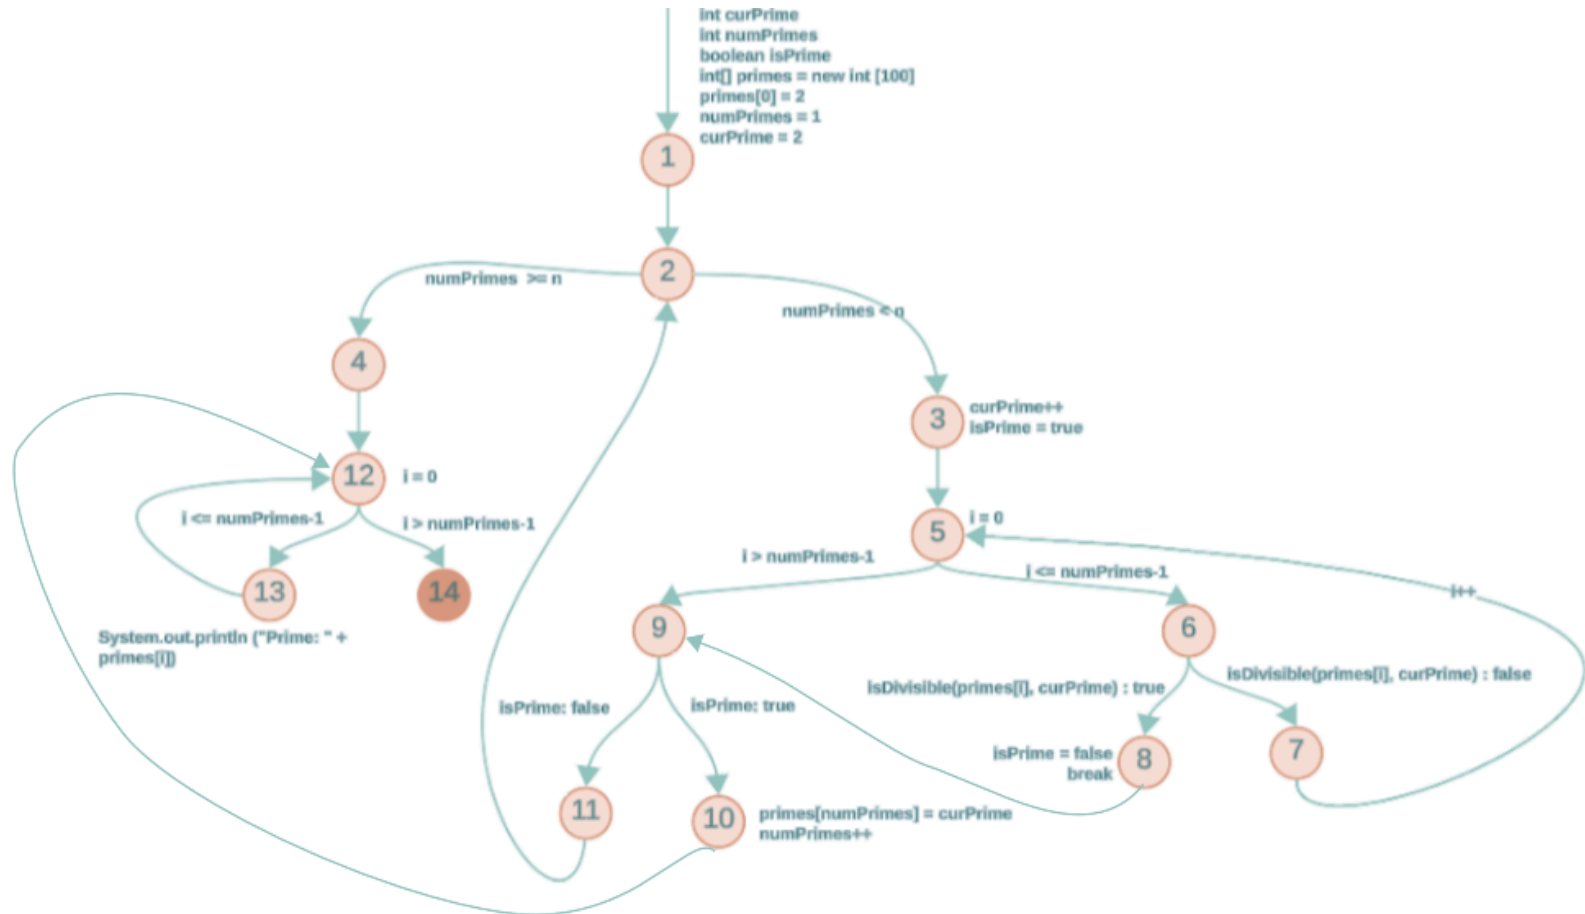 int curPrime
int numPrimes
boolean isPrime
int[] primes = new int [100]
primes[0] = 2
numPrimes = 1
curPrime = 2
1
2
numPrimes >= n
numPrimes < n
4
3
curPrime++
isPrime = true
12
i = 0
5
i = 0
i <= numPrimes-1
i > numPrimes-1
i > numPrimes-1
i <= numPrimes-1
i++
13
14
System.out.println ("Prime: " +
primes[i])
9
6
isDivisible(primes[i], curPrime) : true
isDivisible(primes[i], curPrime) : false
isPrime: false
isPrime: true
isPrime = false
break
8
7
11
10
primes[numPrimes] = curPrime
numPrimes++